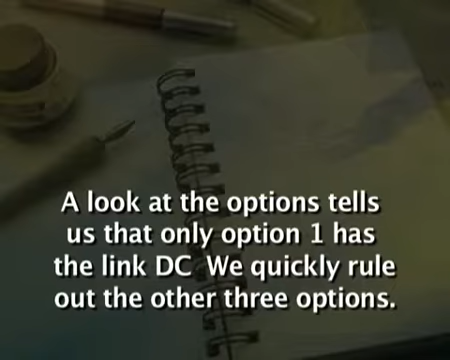 A look at the options tells
us that only option 1 has
the link DC We quickly rule
out the other three options.